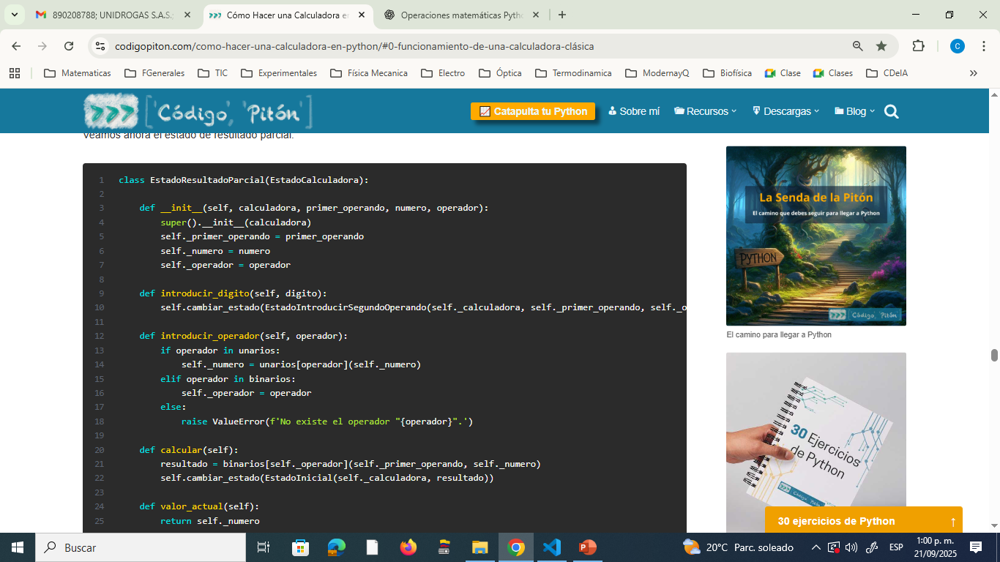 890208788; UNIDROGAS S.A.S.;
Cómo Hacer una Calculadora en
Operaciones matemáticas Pytho
codigopiton.com/como-hacer-una-calculadora-en-python/#0-funcionamiento-de-una-calculadora-clásica
C
Matematicas
FGenerales
TIC
Experimentales
Física Mecanica
Electro
Óptica
Termodinamica
ModernayQ
Biofísica
Clase
Clases
CDeIA
>>> ['Código', 'Pitón']
Catapulta tu Python
Sobre mí
Recursos
Descargas
Blog
Veamos ahora el estado de resultado parcial.
1 class EstadoResultadoParcial(EstadoCalculadora):
2
3 def __init__(self, calculadora, primer_operando, numero, operador):
4 super().__init__(calculadora)
5 self._primer_operando = primer_operando
6 self._numero = numero
7 self._operador = operador
8
9 def introducir_digito(self, digito):
10 self.cambiar_estado(EstadoIntroducirSegundoOperando(self._calculadora, self._primer_operando, self._o
11
12 def introducir_operador(self, operador):
13 if operador in unarios:
14 self._numero = unarios[operador](self._numero)
15 elif operador in binarios:
16 self._operador = operador
17 else:
18 raise ValueError(f'No existe el operador "{operador}".')
19
20 def calcular(self):
21 resultado = binarios[self._operador](self._primer_operando, self._numero)
22 self.cambiar_estado(EstadoInicial(self._calculadora, resultado))
23
24 def valor_actual(self):
25 return self._numero
La Senda de la Pitón
El camino que debes seguir para llegar a Python
PYTHON
>>> ['Código', 'Pitón']
El camino para llegar a Python
30 Ejercicios
de Python
30 ejercicios de Python ↑
Buscar
20°C Parc. soleado
ESP
1:00 p. m.
21/09/2025